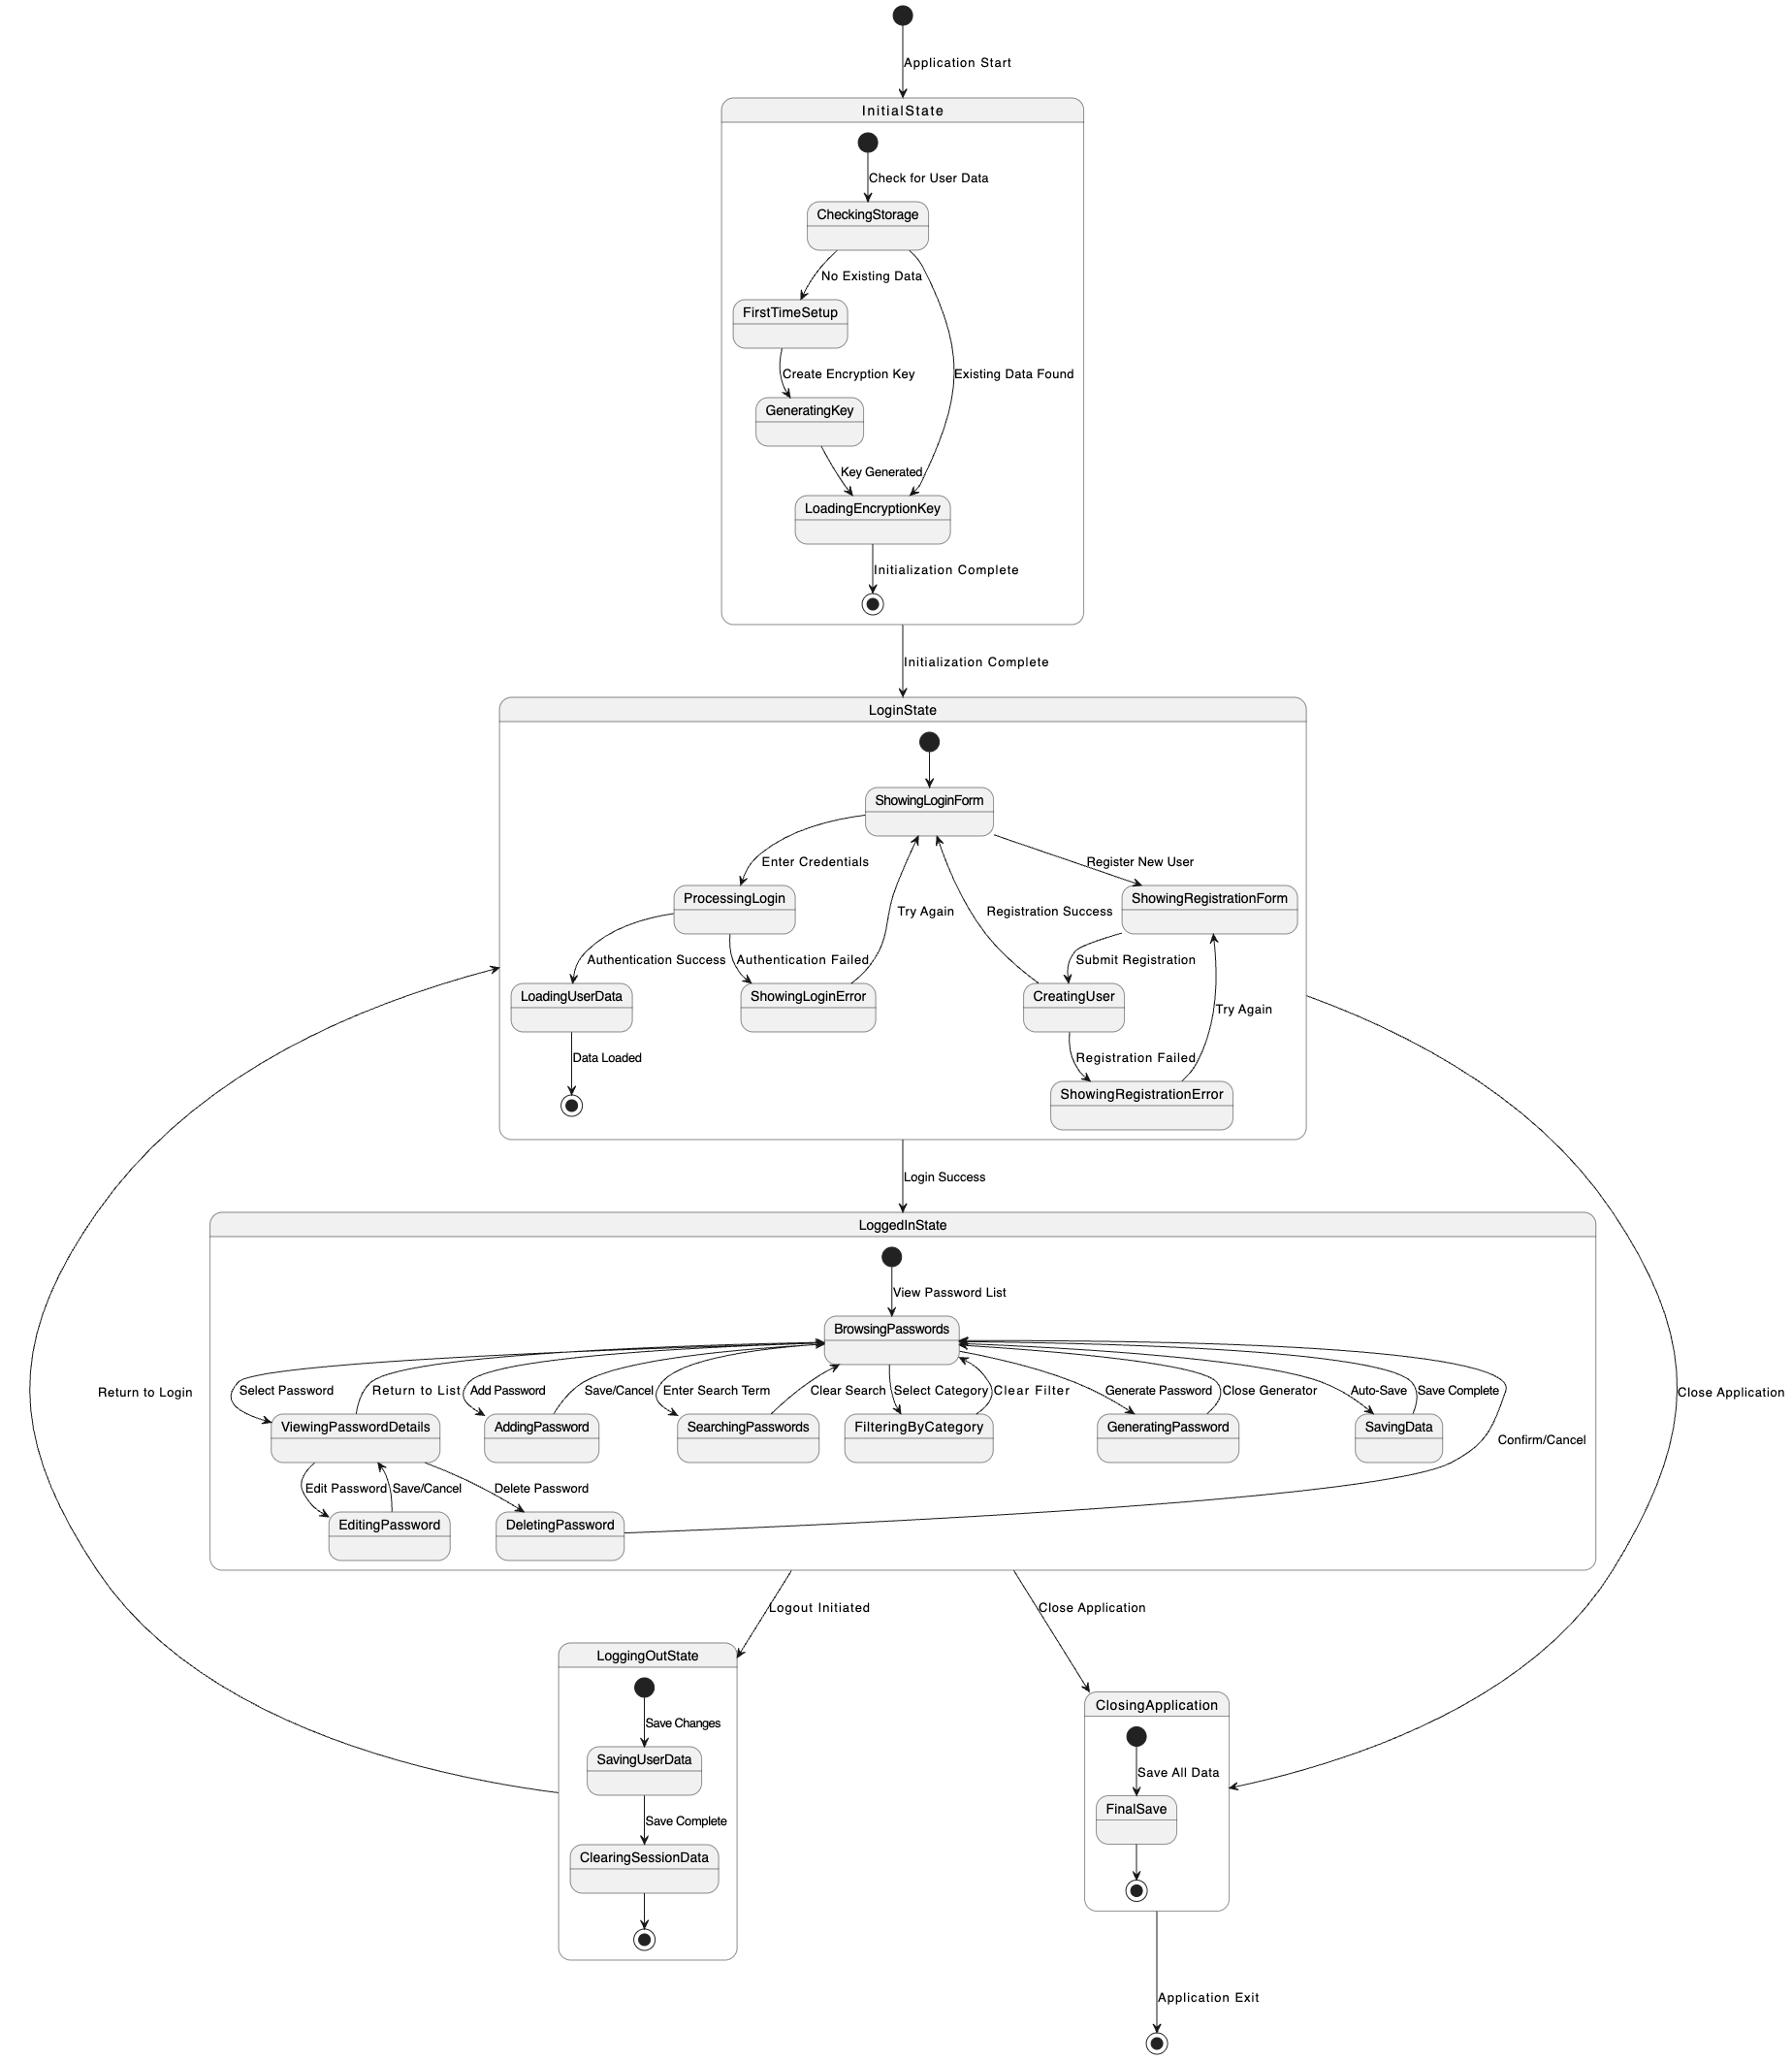 Application Start
InitialState
Check for User Data
CheckingStorage
No Existing Data
FirstTimeSetup
Create Encryption Key
Existing Data Found
GeneratingKey
Key Generated
LoadingEncryptionKey
Initialization Complete
Initialization Complete
LoginState
ShowingLoginForm
Enter Credentials
Register New User
ProcessingLogin
ShowingRegistrationForm
Try Again
Registration Success
Authentication Success
Authentication Failed
Submit Registration
LoadingUserData
ShowingLoginError
CreatingUser
Try Again
Data Loaded
Registration Failed
ShowingRegistrationError
Login Success
LoggedInState
View Password List
BrowsingPasswords
Return to Login
Select Password
Return to List
Add Password
Save/Cancel
Enter Search Term
Clear Search
Select Category
Clear Filter
Generate Password
Close Generator
Auto-Save
Save Complete
Close Application
ViewingPasswordDetails
AddingPassword
SearchingPasswords
FilteringByCategory
GeneratingPassword
SavingData
Confirm/Cancel
Edit Password
Save/Cancel
Delete Password
EditingPassword
DeletingPassword
Logout Initiated
Close Application
LoggingOutState
ClosingApplication
Save Changes
SavingUserData
Save All Data
FinalSave
Save Complete
ClearingSessionData
Application Exit